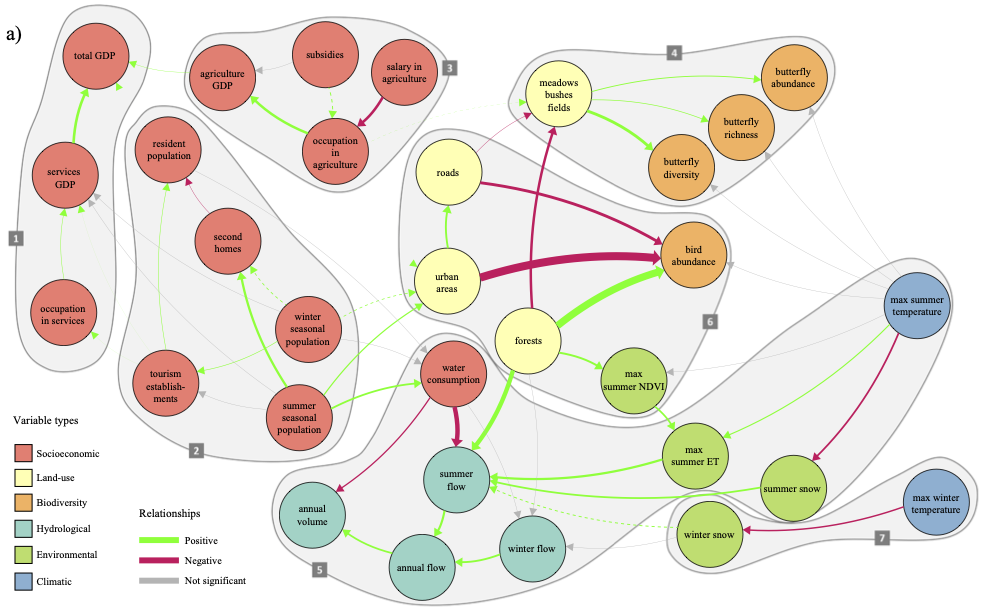 a)
total GDP
services
GDP
occupation
in services
1
agriculture
GDP
subsidies
salary in
agriculture
occupation
in
agriculture
3
resident
population
second
homes
winter
seasonal
population
tourism
establish-
ments
summer
seasonal
population
2
meadows
bushes
fields
butterfly
abundance
butterfly
richness
butterfly
diversity
4
roads
urban
areas
bird
abundance
forests
max
summer NDVI
6
max summer
temperature
water
consumption
summer
flow
max
summer ET
summer snow
annual
volume
annual flow
winter flow
5
winter snow
max winter
temperature
7
Variable types
Socioeconomic
Land-use
Biodiversity
Hydrological
Environmental
Climatic
Relationships
Positive
Negative
Not significant